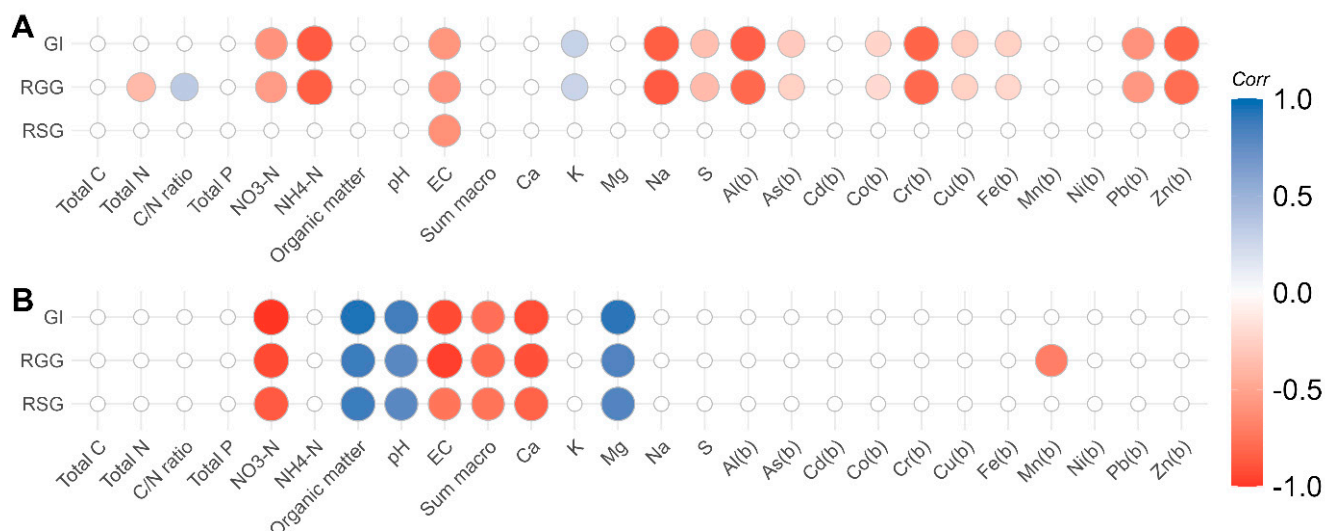 A
GI
RGG
RSG
Total C
Total N
C/N ratio
Total P
NO3-N
NH4-N
Organic matter
pH
EC
Sum macro
Ca
K
Mg
Na
S
Al(b)
As(b)
Cd(b)
Co(b)
Cr(b)
Cu(b)
Fe(b)
Mn(b)
Ni(b)
Pb(b)
Zn(b)
B
GI
RGG
RSG
Total C
Total N
C/N ratio
Total P
NO3-N
NH4-N
Organic matter
pH
EC
Sum macro
Ca
K
Mg
Na
S
Al(b)
As(b)
Cd(b)
Co(b)
Cr(b)
Cu(b)
Fe(b)
Mn(b)
Ni(b)
Pb(b)
Zn(b)
Corr
1.0
0.5
0.0
-0.5
-1.0